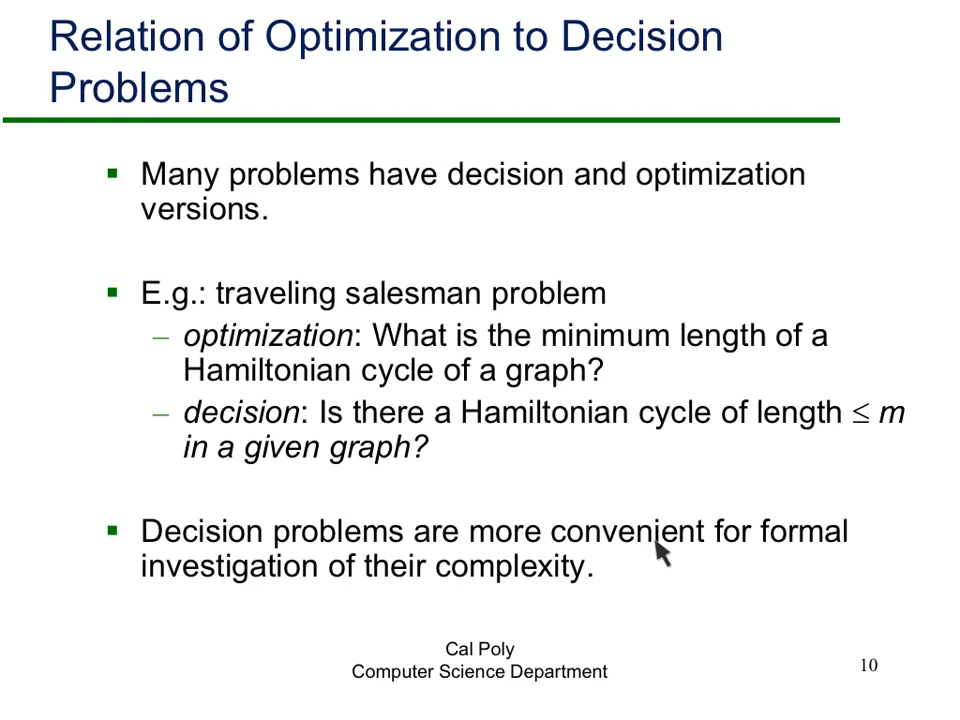 Relation of Optimization to Decision
Problems
▪ Many problems have decision and optimization
versions.
▪ E.g.: traveling salesman problem
– optimization: What is the minimum length of a
Hamiltonian cycle of a graph?
– decision: Is there a Hamiltonian cycle of length ≤ m
in a given graph?
▪ Decision problems are more convenient for formal
investigation of their complexity.
Cal Poly
Computer Science Department
10